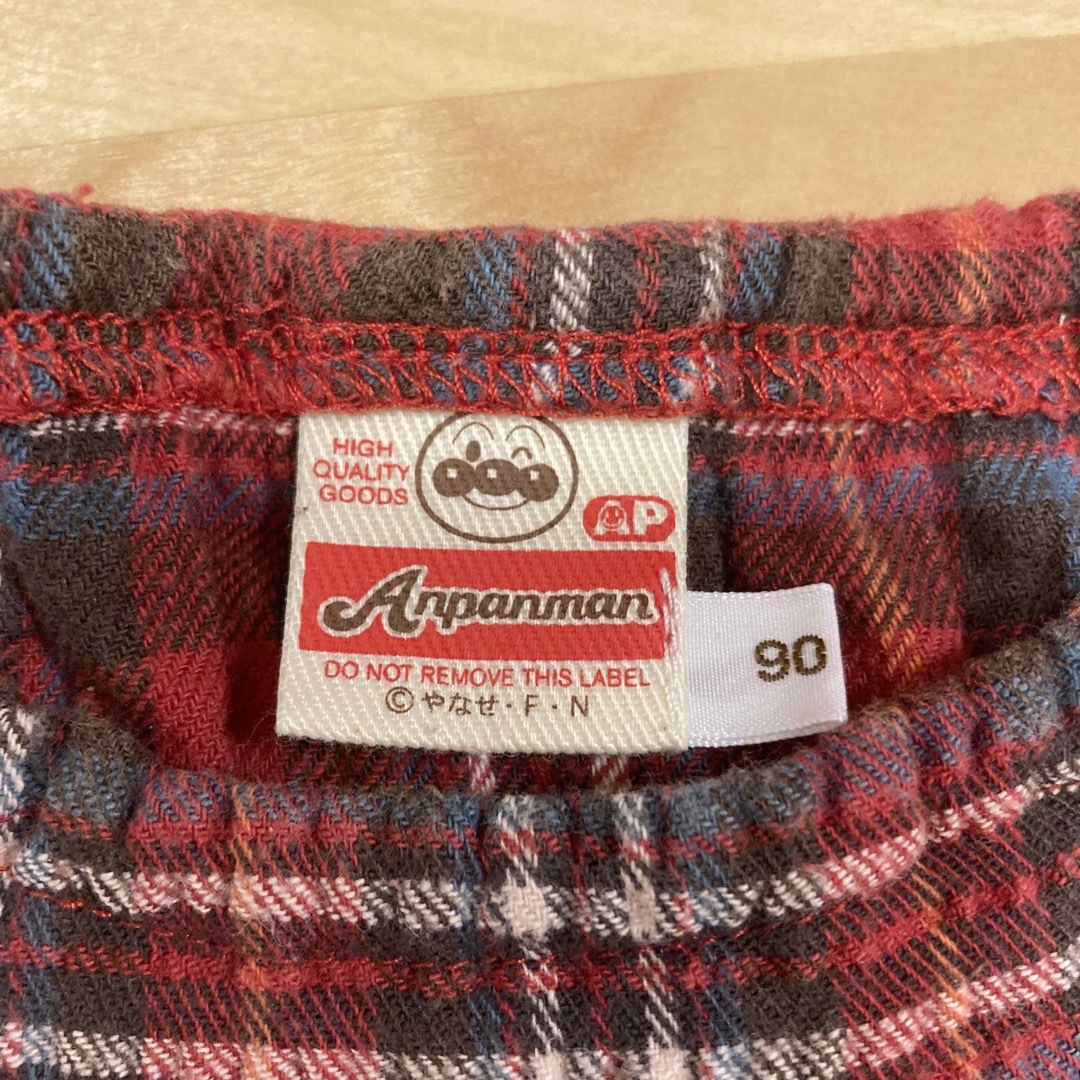 HIGH
QUALITY
GOODS
AP
Anpanman
DO NOT REMOVE THIS LABEL
©やなせ・F・N
90